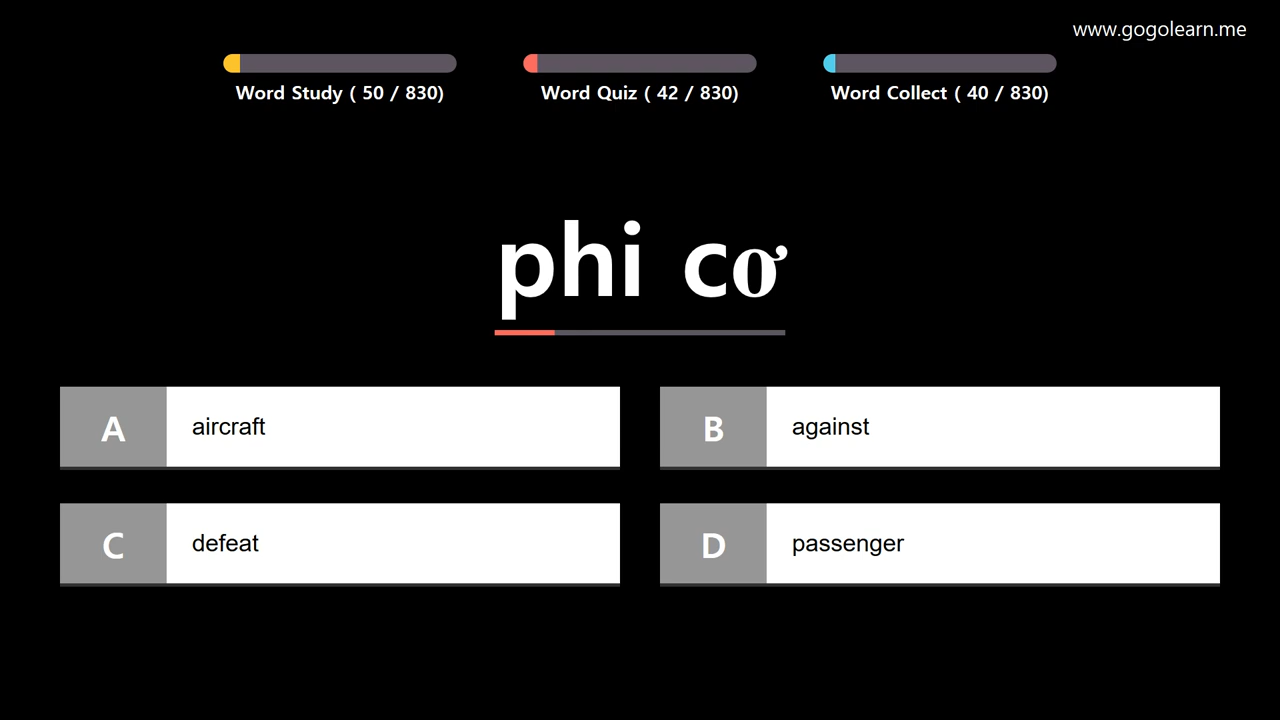 www.gogolearn.me
Word Study ( 50 / 830)
Word Quiz ( 42 / 830)
Word Collect ( 40 / 830)
phi cơ
A aircraft
B against
C defeat
D passenger